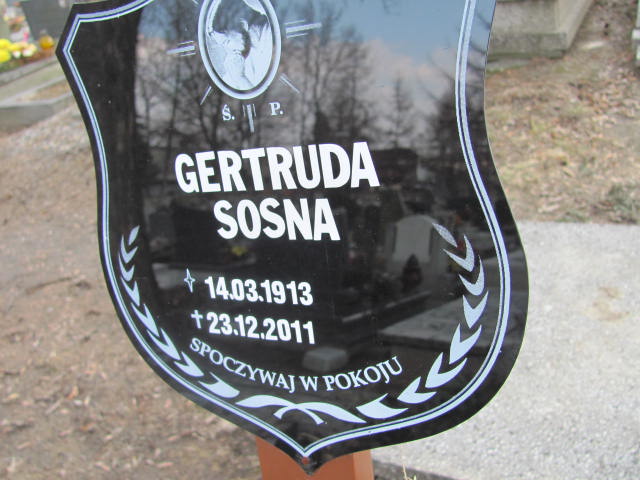 Ś. P.
GERTRUDA
SOSNA
14.03.1913
✝23.12.2011
SPOCZYWAJ W POKOJU